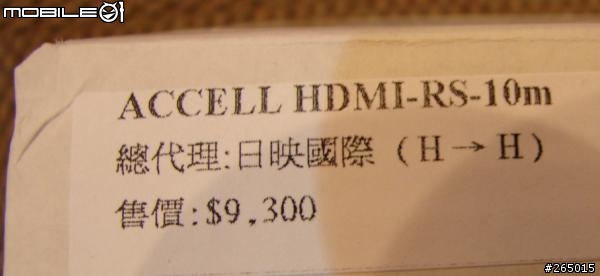 MOBILE01
ACCELL HDMI-RS-10m
總代理:日映國際 (H→H)
售價:$9,300
#265015